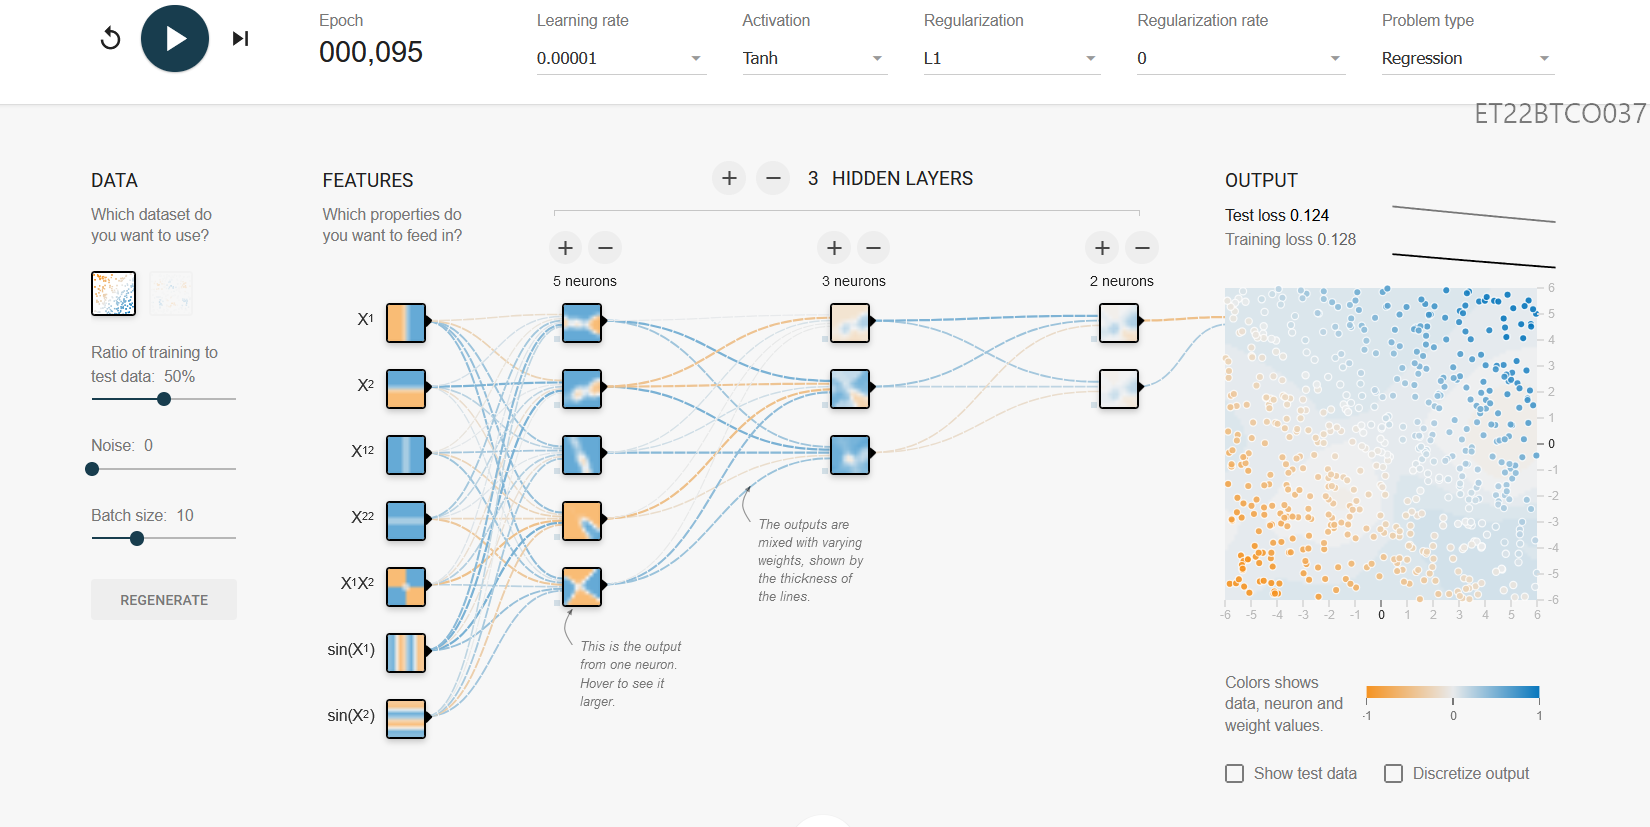 Epoch
000,095
Learning rate
0.00001
Activation
Tanh
Regularization
L1
Regularization rate
0
Problem type
Regression
ET22BTCO037
DATA
Which dataset do
you want to use?
Ratio of training to
test data: 50%
Noise: 0
Batch size: 10
REGENERATE
FEATURES
Which properties do
you want to feed in?
X1
X2
X12
X22
X1X2
sin(X1)
sin(X2)
+ − 3 HIDDEN LAYERS
+ −
5 neurons
+ −
3 neurons
+ −
2 neurons
The outputs are
mixed with varying
weights, shown by
the thickness of
the lines.
This is the output
from one neuron.
Hover to see it
larger.
OUTPUT
Test loss 0.124
Training loss 0.128
6
5
4
3
2
1
0
-1
-2
-3
-4
-5
-6
-6 -5 -4 -3 -2 -1 0 1 2 3 4 5 6
Colors shows
data, neuron and
weight values.
-1 0 1
Show test data
Discretize output